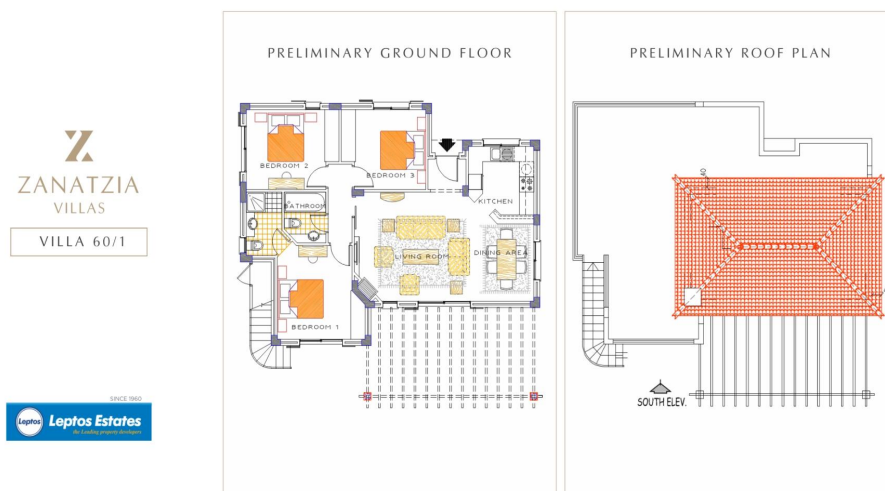 ZANATZIA
VILLAS
VILLA 60/1
SINCE 1960
Leptos
Leptos Estates
the Leading property developers
PRELIMINARY GROUND FLOOR
BEDROOM 2
BEDROOM 3
BATHROOM
KITCHEN
LIVING ROOM
DINING AREA
BEDROOM 1
PRELIMINARY ROOF PLAN
SOUTH ELEV.